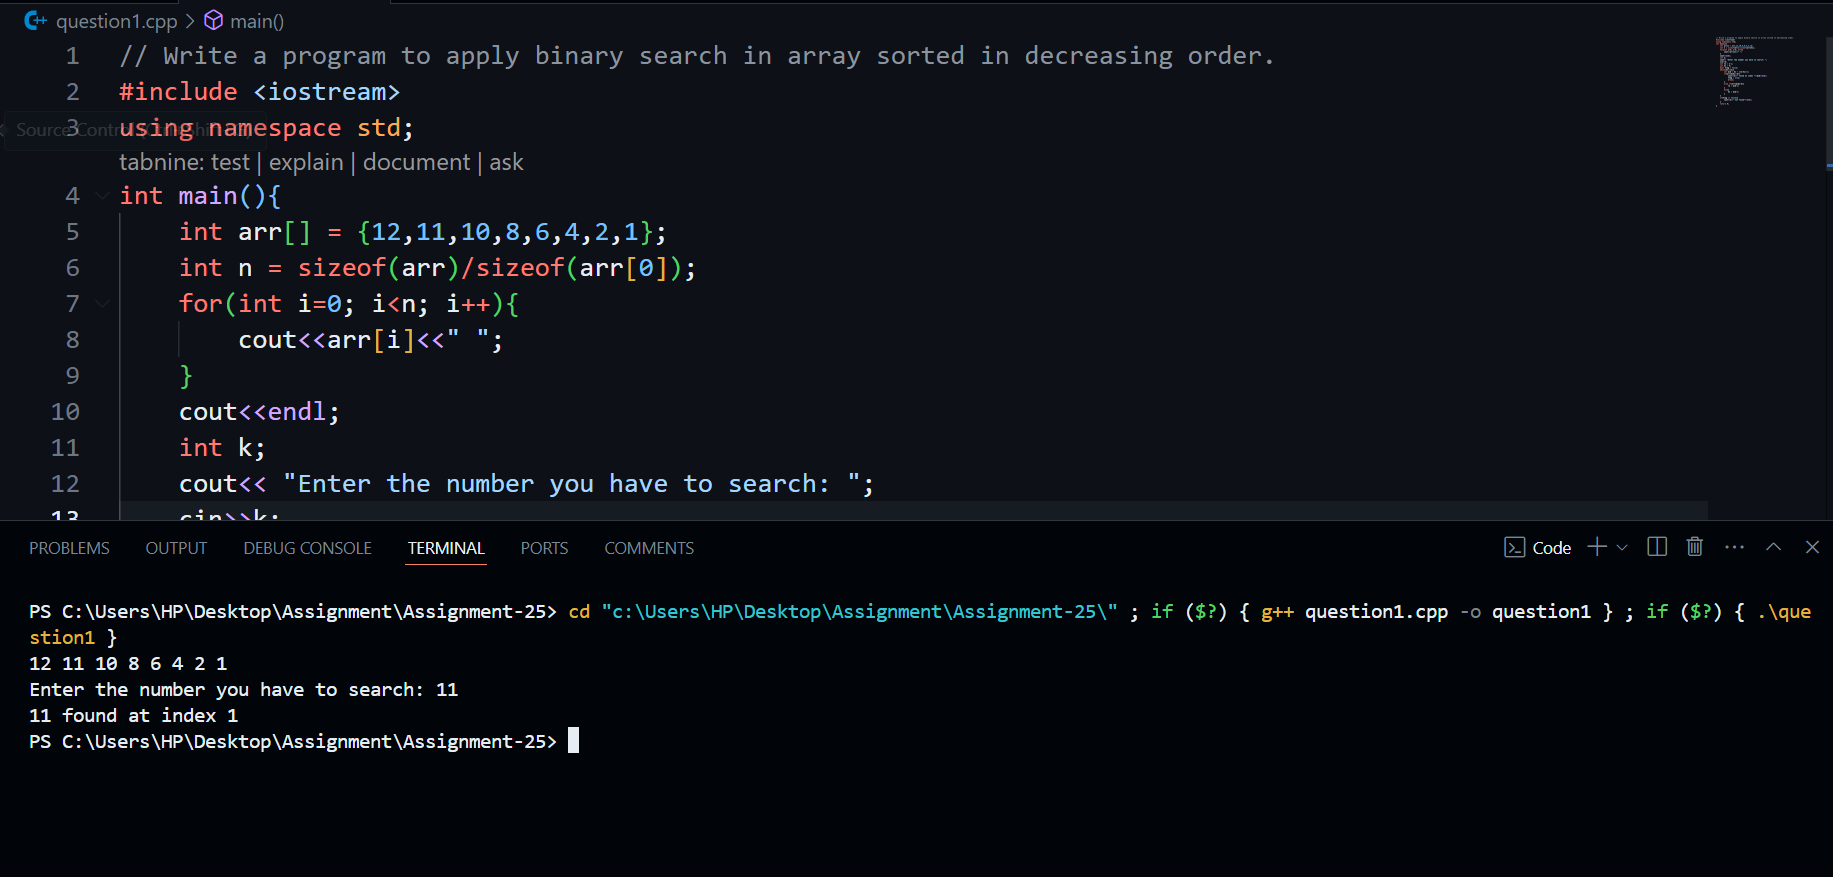 question1.cpp > main()
1 // Write a program to apply binary search in array sorted in decreasing order.
2 #include <iostream>
3 using namespace std;
Source Control
tabnine: test | explain | document | ask
4 int main(){
5 int arr[] = {12,11,10,8,6,4,2,1};
6 int n = sizeof(arr)/sizeof(arr[0]);
7 for(int i=0; i<n; i++){
8 cout<<arr[i]<<" ";
9 }
10 cout<<endl;
11 int k;
12 cout<< "Enter the number you have to search: ";
13 cin>>k;
PROBLEMS OUTPUT DEBUG CONSOLE TERMINAL PORTS COMMENTS Code
PS C:\Users\HP\Desktop\Assignment\Assignment-25> cd "c:\Users\HP\Desktop\Assignment\Assignment-25\" ; if ($?) { g++ question1.cpp -o question1 } ; if ($?) { .\que
stion1 }
12 11 10 8 6 4 2 1
Enter the number you have to search: 11
11 found at index 1
PS C:\Users\HP\Desktop\Assignment\Assignment-25>